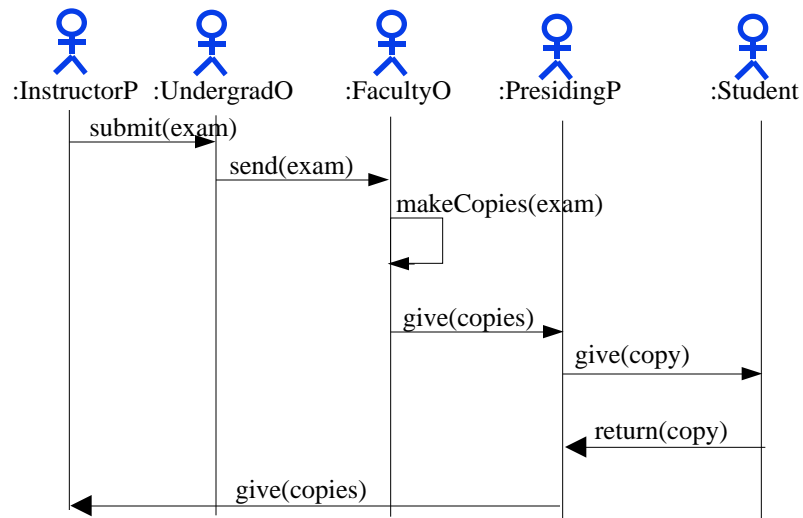 :InstructorP :UndergradO :FacultyO :PresidingP :Student
submit(exam)
send(exam)
makeCopies(exam)
give(copies)
give(copy)
return(copy)
give(copies)